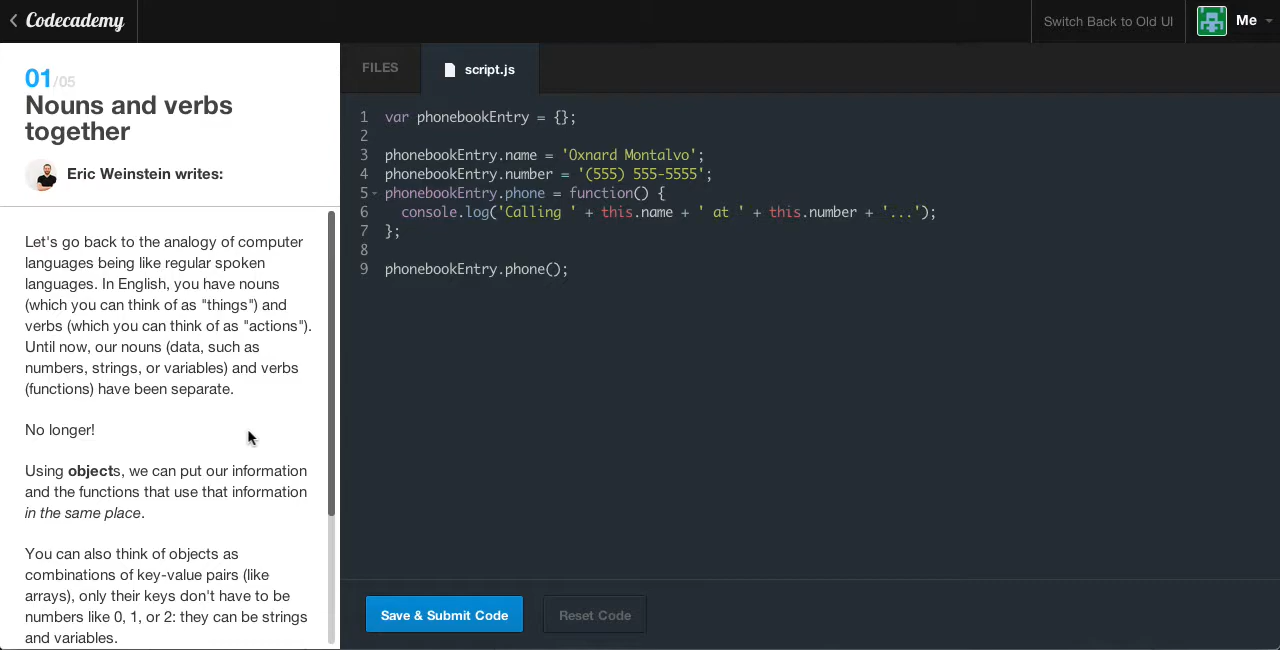 Codecademy
Switch Back to Old UI
Me
01/05
Nouns and verbs
together
Eric Weinstein writes:
Let's go back to the analogy of computer
languages being like regular spoken
languages. In English, you have nouns
(which you can think of as "things") and
verbs (which you can think of as "actions").
Until now, our nouns (data, such as
numbers, strings, or variables) and verbs
(functions) have been separate.
No longer!
Using objects, we can put our information
and the functions that use that information
in the same place.
You can also think of objects as
combinations of key-value pairs (like
arrays), only their keys don't have to be
numbers like 0, 1, or 2: they can be strings
and variables.
FILES
script.js
1 var phonebookEntry = {};
2
3 phonebookEntry.name = 'Oxnard Montalvo';
4 phonebookEntry.number = '(555) 555-5555';
5 phonebookEntry.phone = function() {
6   console.log('Calling ' + this.name + ' at ' + this.number + '...');
7 };
8
9 phonebookEntry.phone();
Save & Submit Code
Reset Code